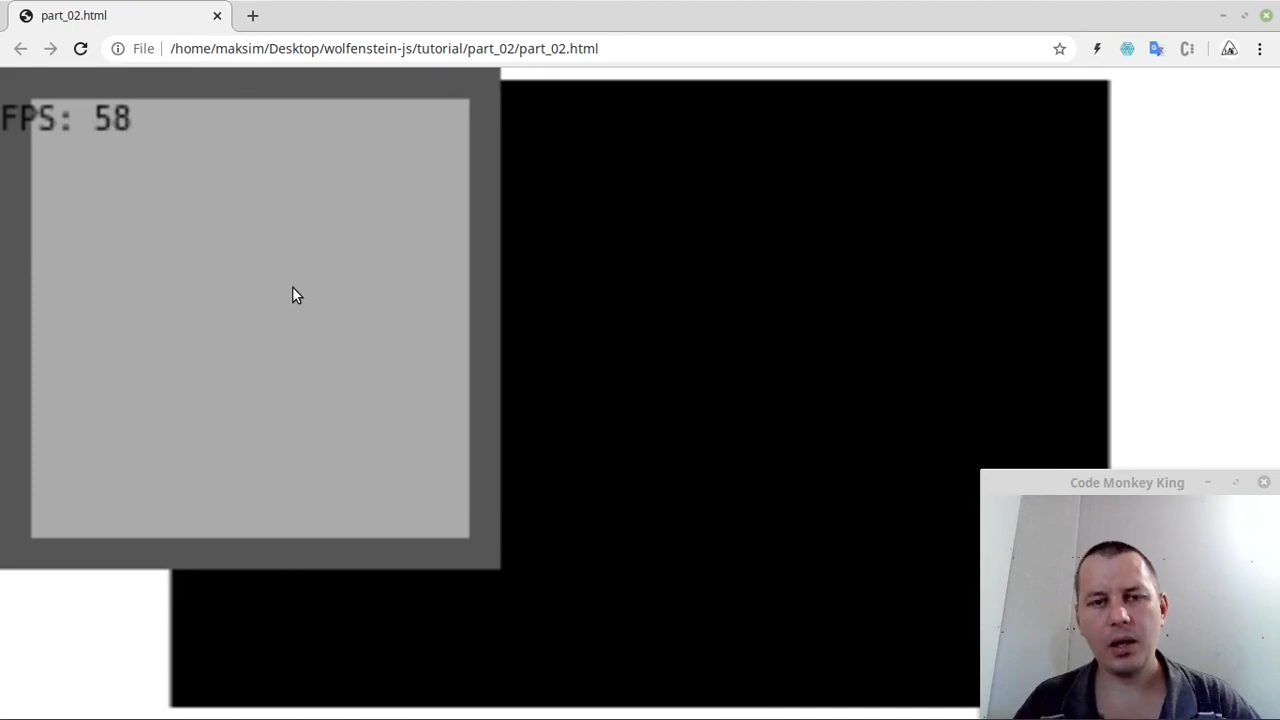 part_02.html
File
/home/maksim/Desktop/wolfenstein-js/tutorial/part_02/part_02.html
FPS: 58
Code Monkey King